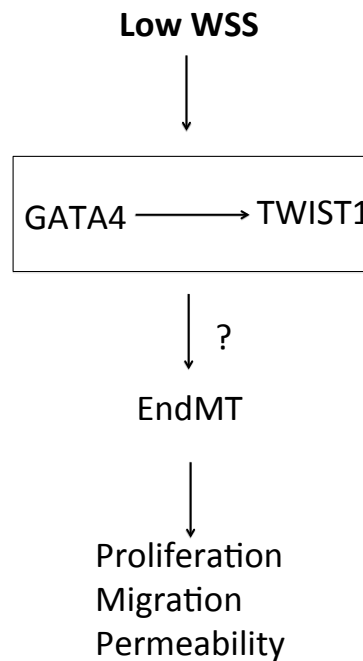 Low WSS
GATA4 TWIST1
?
EndMT
Proliferation
Migration
Permeability